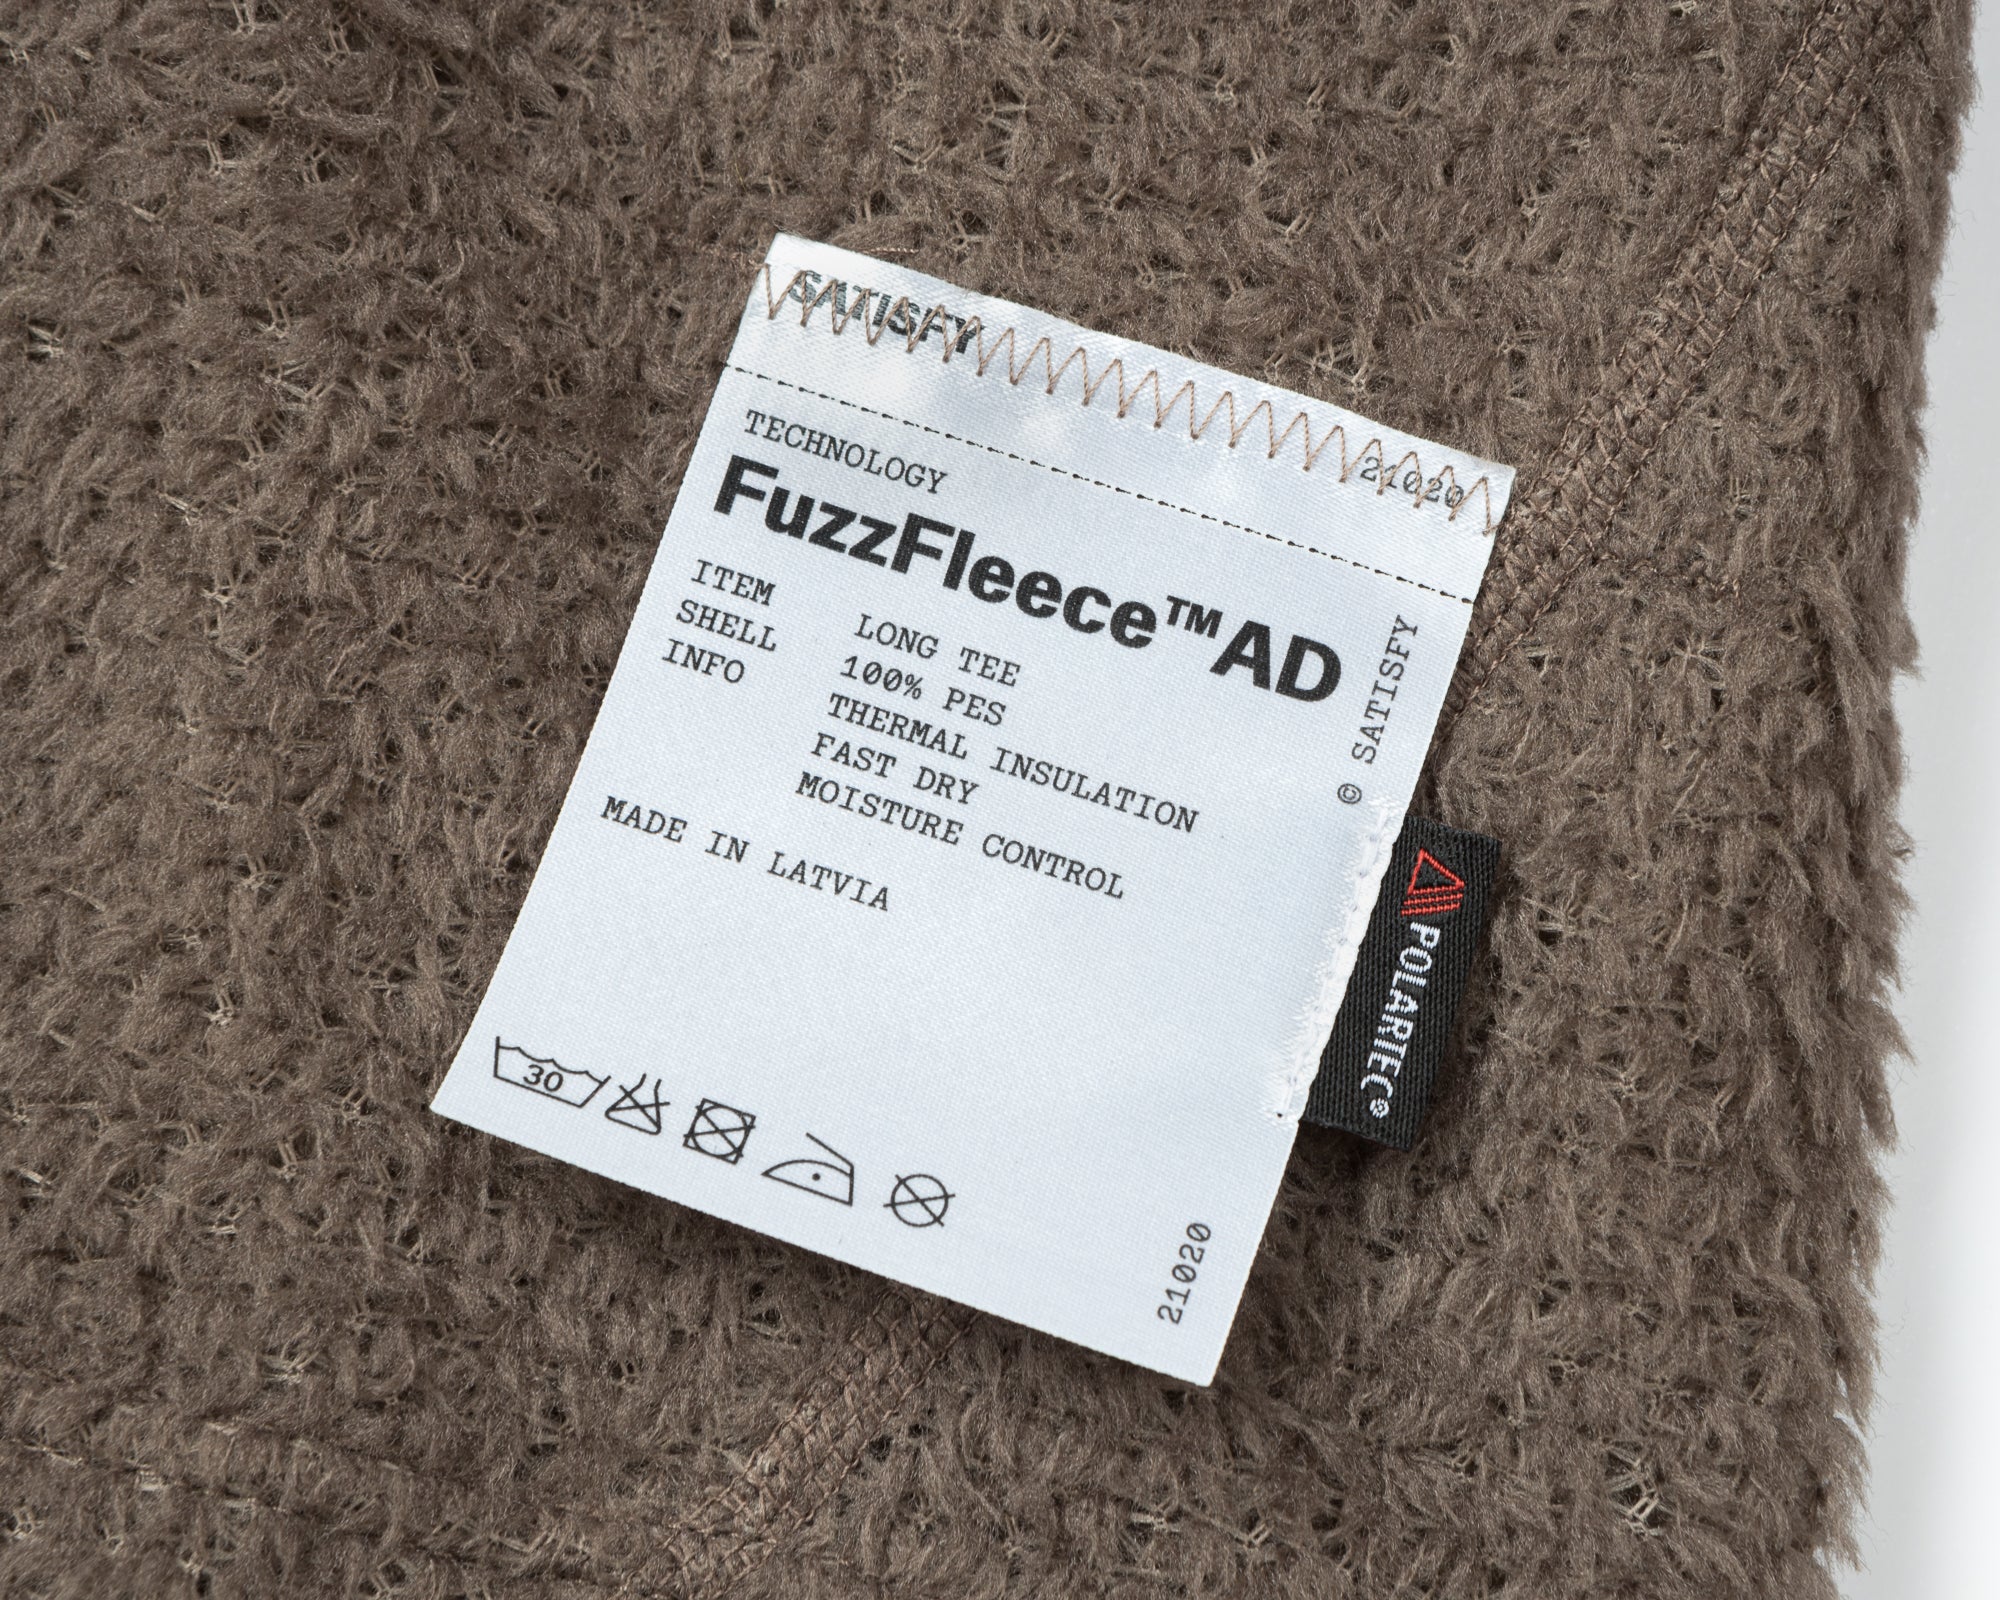 SATISFY
21020
TECHNOLOGY
FuzzFleece™AD
ITEM LONG TEE
SHELL 100% PES
INFO THERMAL INSULATION
FAST DRY
MOISTURE CONTROL
MADE IN LATVIA
© SATISFY
POLARTEC®
30
21020